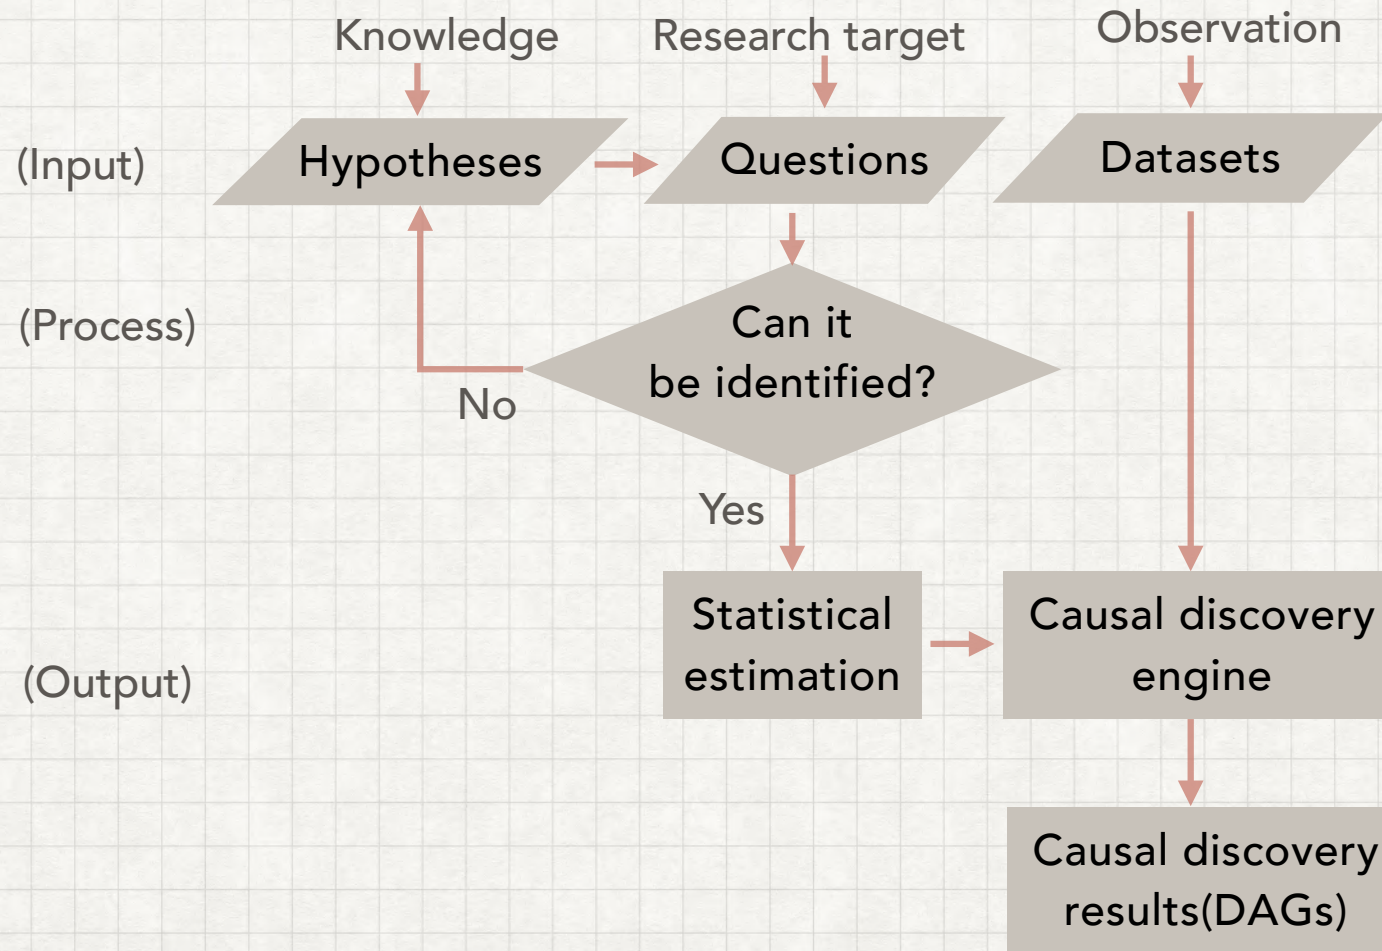 Knowledge
Research target
Observation
(Input)
Hypotheses
Questions
Datasets
(Process)
Can it
be identified?
No
Yes
(Output)
Statistical
estimation
Causal discovery
engine
Causal discovery
results(DAGs)